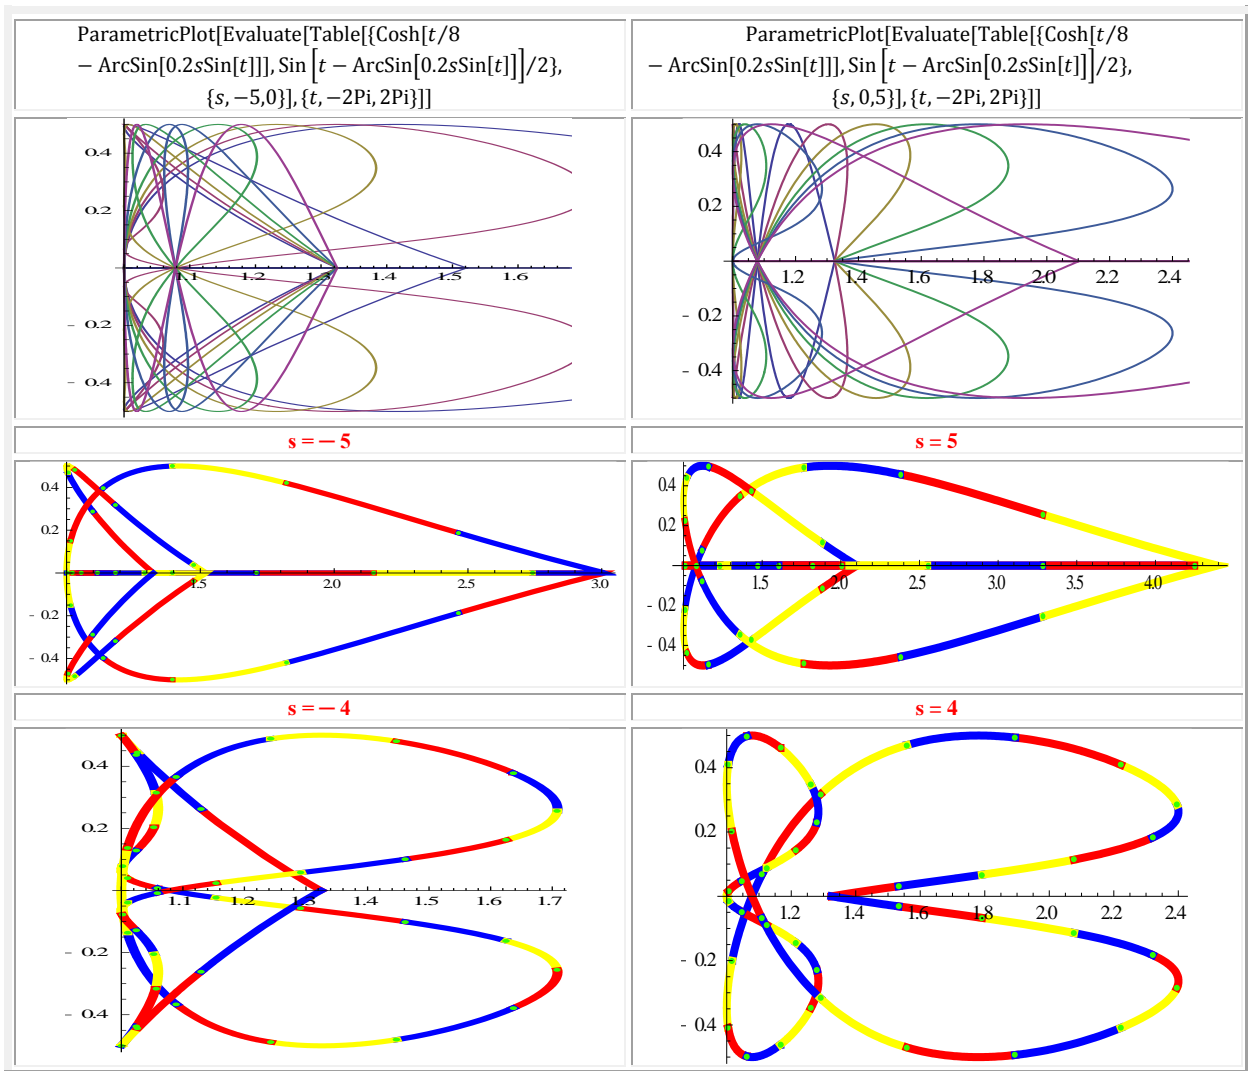 ParametricPlot[Evaluate[Table[{Cosh[t/8
− ArcSin[0.2sSin[t]]], Sin [t − ArcSin[0.2sSin[t]]]/2},
{s, −5,0}], {t, −2Pi, 2Pi}]]
ParametricPlot[Evaluate[Table[{Cosh[t/8
− ArcSin[0.2sSin[t]]], Sin [t − ArcSin[0.2sSin[t]]]/2},
{s, 0,5}], {t, −2Pi, 2Pi}]]
0.4
0.2
1.1 1.2 1.3 1.4 1.5 1.6
- 0.2
- 0.4
0.4
0.2
1.2 1.4 1.6 1.8 2.0 2.2 2.4
- 0.2
- 0.4
s = − 5
s = 5
0.4
0.2
1.5 2.0 2.5 3.0
- 0.2
- 0.4
0.4
0.2
1.5 2.0 2.5 3.0 3.5 4.0
- 0.2
- 0.4
s = − 4
s = 4
0.4
0.2
1.1 1.2 1.3 1.4 1.5 1.6 1.7
- 0.2
- 0.4
0.4
0.2
1.2 1.4 1.6 1.8 2.0 2.2 2.4
- 0.2
- 0.4